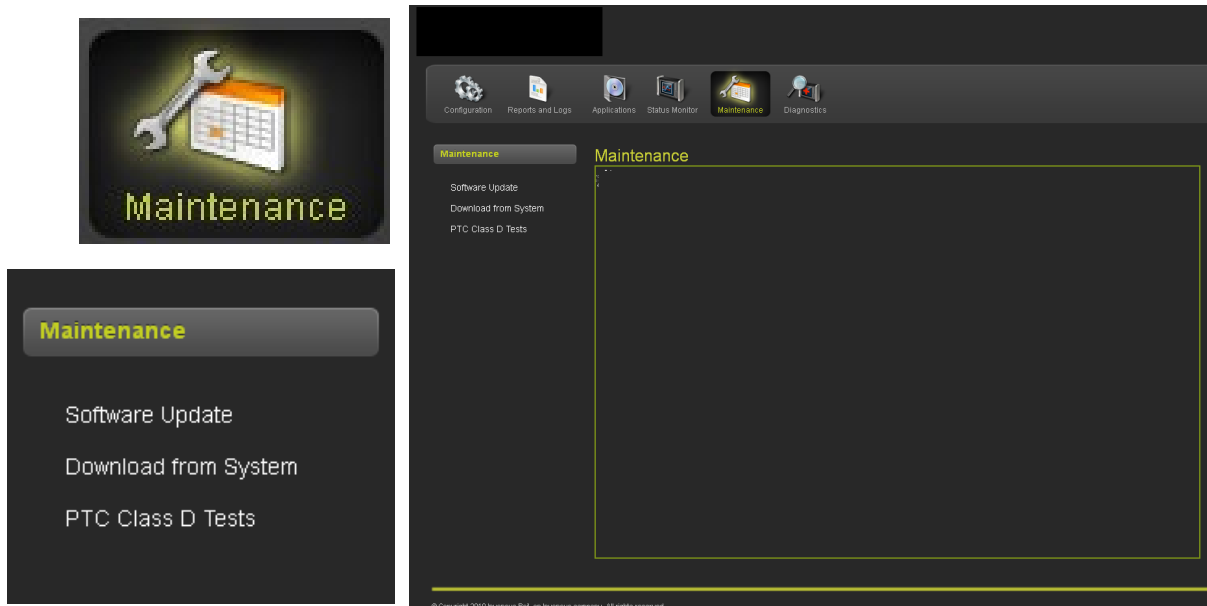 Maintenance
Maintenance
Software Update
Download from System
PTC Class D Tests
Configuration
Reports and Logs
Applications
Status Monitor
Maintenance
Diagnostics
Maintenance
Software Update
Download from System
PTC Class D Tests
Maintenance